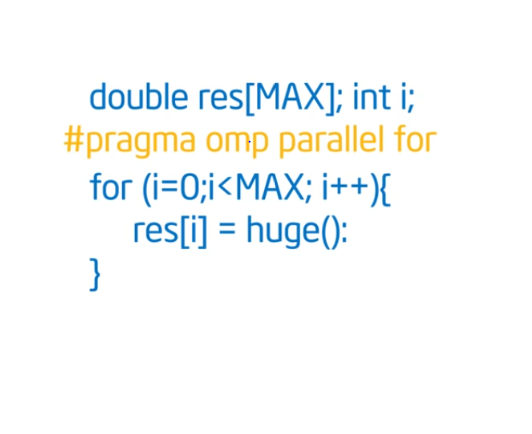 double res[MAX]; int i;
#pragma omp parallel for
for (i=0;i<MAX; i++){
res[i] = huge():
}